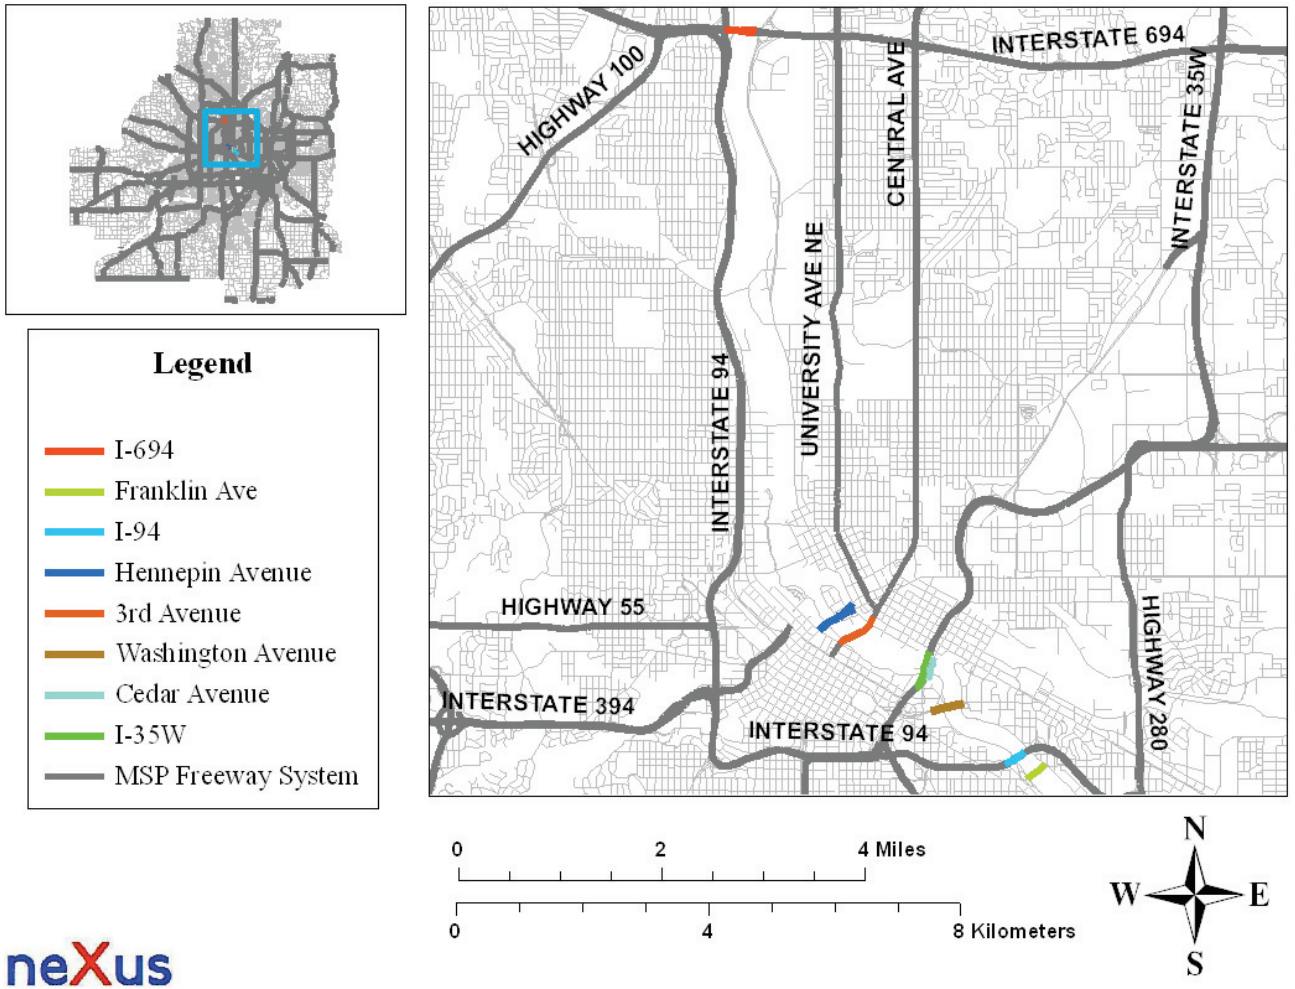 Legend
I-694
Franklin Ave
I-94
Hennepin Avenue
3rd Avenue
Washington Avenue
Cedar Avenue
I-35W
MSP Freeway System
INTERSTATE 694
HIGHWAY 100
CENTRAL AVE
INTERSTATE 35W
UNIVERSITY AVE NE
INTERSTATE 94
HIGHWAY 55
INTERSTATE 394
INTERSTATE 94
HIGHWAY 280
0 2 4 Miles
0 4 8 Kilometers
N
W E
S
neXus